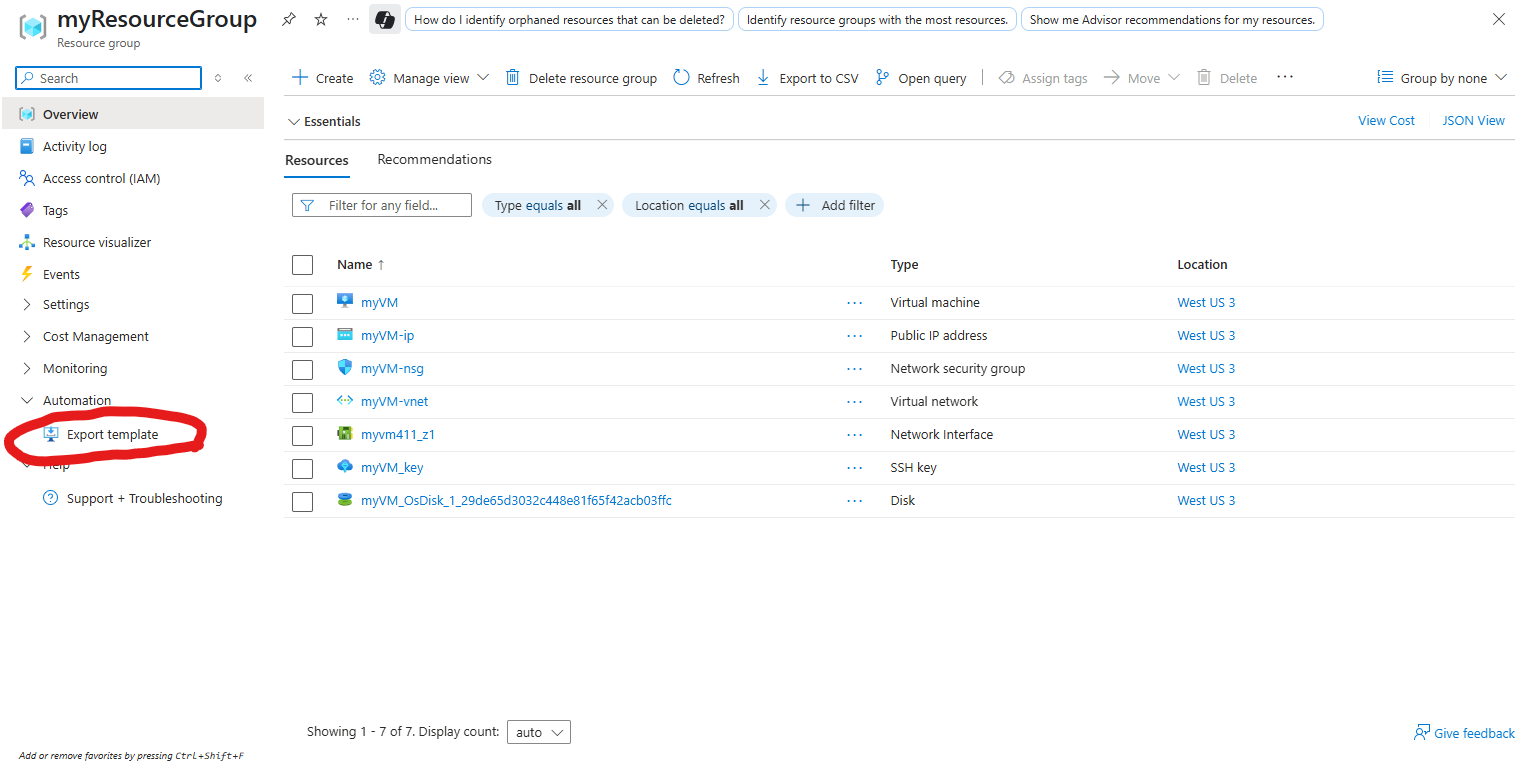 myResourceGroup
How do I identify orphaned resources that can be deleted?
Identify resource groups with the most resources.
Show me Advisor recommendations for my resources.
Resource group
Search
Create Manage view Delete resource group Refresh Export to CSV Open query Assign tags Move Delete Group by none
Overview
Activity log
Access control (IAM)
Tags
Resource visualizer
Events
Settings
Cost Management
Monitoring
Automation
Export template
Help
Support + Troubleshooting
Essentials View Cost JSON View
Resources Recommendations
Filter for any field... Type equals all Location equals all Add filter
Name ↑ Type Location
myVM ... Virtual machine West US 3
myVM-ip ... Public IP address West US 3
myVM-nsg ... Network security group West US 3
myVM-vnet ... Virtual network West US 3
myvm411_z1 ... Network Interface West US 3
myVM_key ... SSH key West US 3
myVM_OsDisk_1_29de65d3032c448e81f65f42acb03ffc ... Disk West US 3
Showing 1 - 7 of 7. Display count: auto
Give feedback
Add or remove favorites by pressing Ctrl+Shift+F